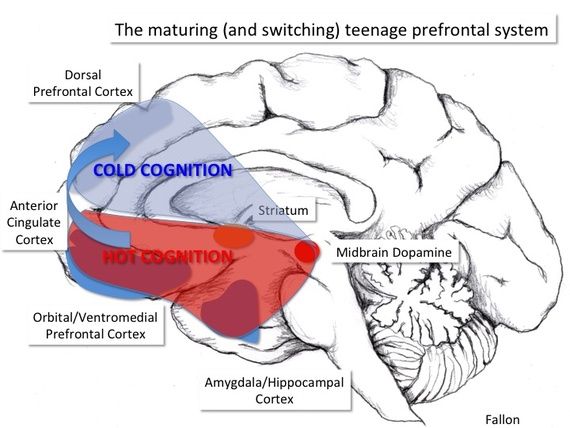 The maturing (and switching) teenage prefrontal system
Dorsal
Prefrontal Cortex
COLD COGNITION
Anterior
Cingulate
Cortex
Striatum
HOT COGNITION
Midbrain Dopamine
Orbital/Ventromedial
Prefrontal Cortex
Amygdala/Hippocampal
Cortex
Fallon